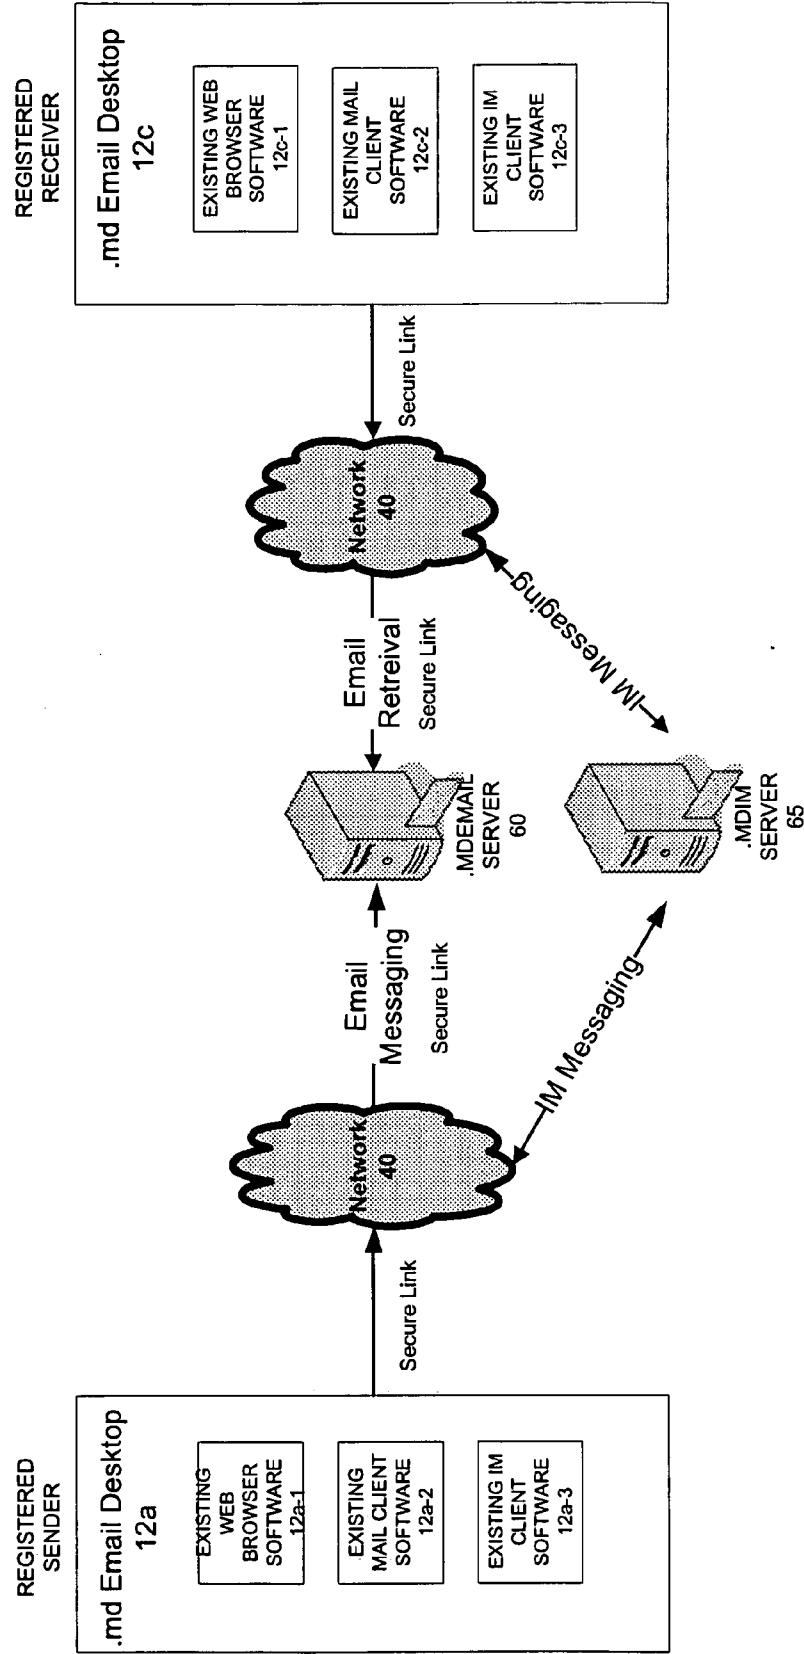 REGISTERED
SENDER
.md Email Desktop
12a
EXISTING
WEB
BROWSER
SOFTWARE
12a-1
EXISTING
MAIL CLIENT
SOFTWARE
12a-2
EXISTING IM
CLIENT
SOFTWARE
12a-3
Secure Link
Network
40
Email
Messaging
Secure Link
IM Messaging
.MDEMAIL
SERVER
60
.MDIM
SERVER
65
Email
Retreival
Secure Link
IM Messaging
Network
40
Secure Link
REGISTERED
RECEIVER
.md Email Desktop
12c
EXISTING WEB
BROWSER
SOFTWARE
12c-1
EXISTING MAIL
CLIENT
SOFTWARE
12c-2
EXISTING IM
CLIENT
SOFTWARE
12c-3